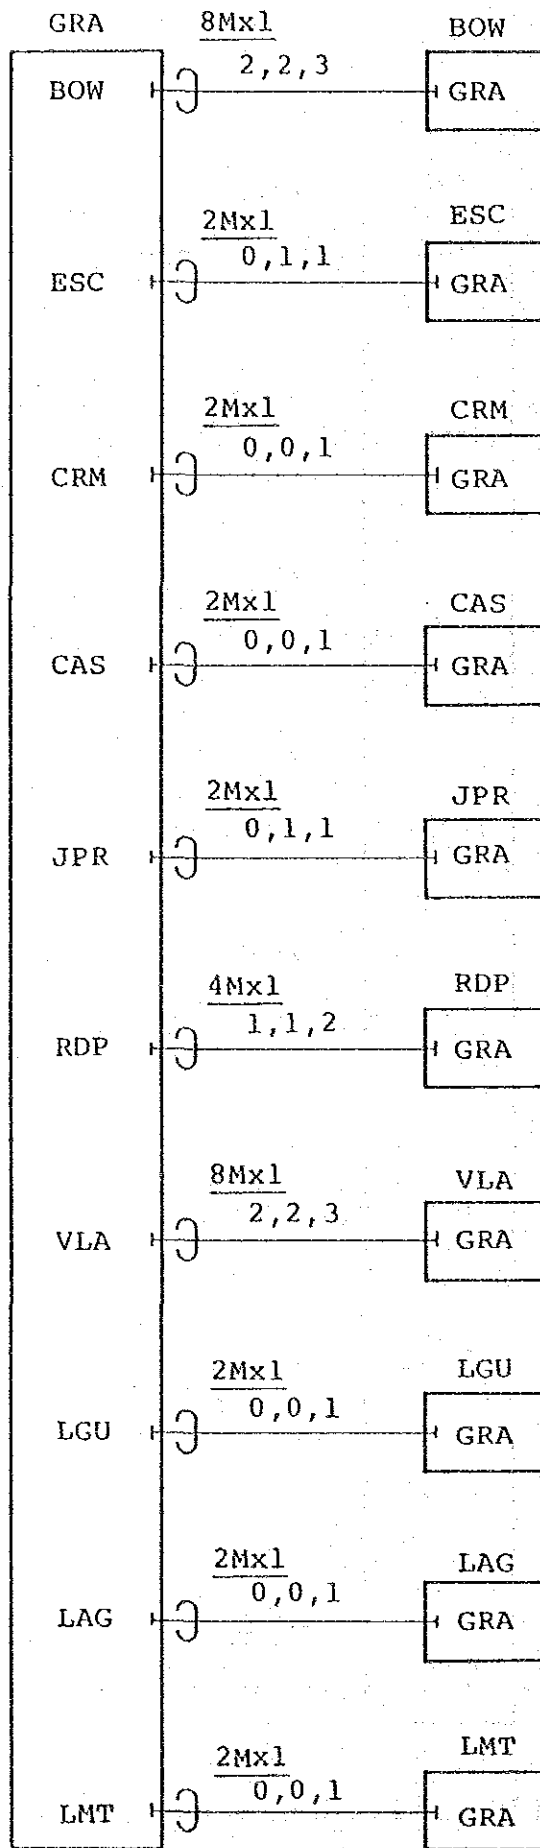 GRA 8Mx1 BOW
BOW 2,2,3 GRA
2Mx1 ESC
ESC 0,1,1 GRA
2Mx1 CRM
CRM 0,0,1 GRA
2Mx1 CAS
CAS 0,0,1 GRA
2Mx1 JPR
JPR 0,1,1 GRA
4Mx1 RDP
RDP 1,1,2 GRA
8Mx1 VLA
VLA 2,2,3 GRA
2Mx1 LGU
LGU 0,0,1 GRA
2Mx1 LAG
LAG 0,0,1 GRA
2Mx1 LMT
LMT 0,0,1 GRA